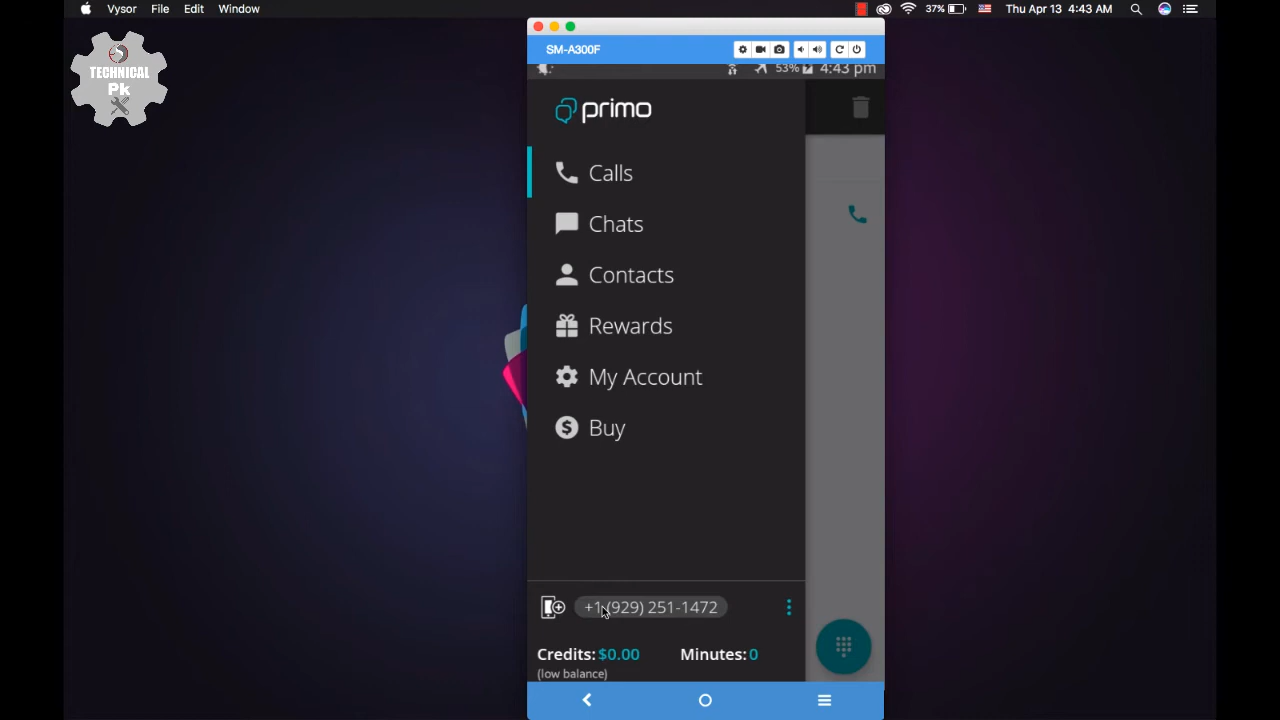 Vysor File Edit Window 37% Thu Apr 13 4:43 AM
TECHNICAL
Pk
SM-A300F
53% 4:43 pm
primo
Calls
Chats
Contacts
Rewards
My Account
Buy
+1 (929) 251-1472
Credits: $0.00 Minutes: 0
(low balance)